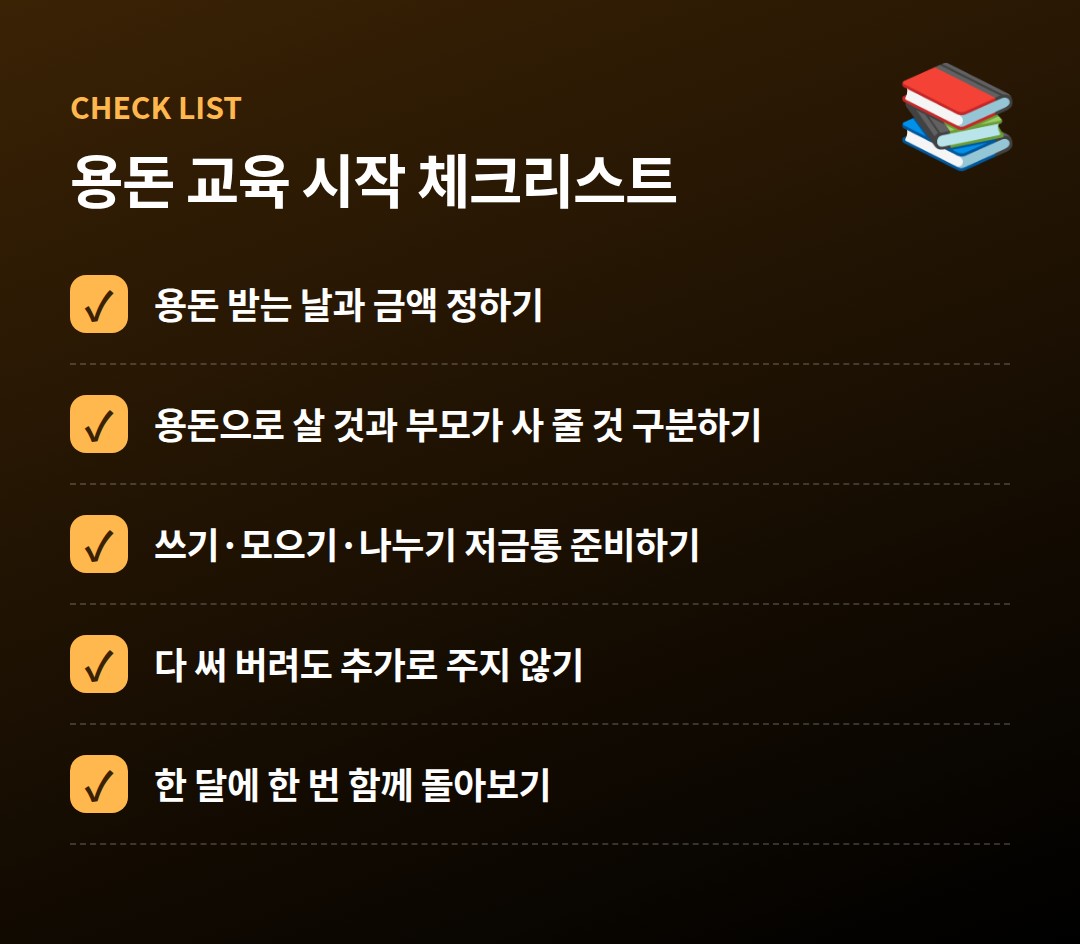 CHECK LIST
용돈 교육 시작 체크리스트
✓ 용돈 받는 날과 금액 정하기
✓ 용돈으로 살 것과 부모가 사 줄 것 구분하기
✓ 쓰기·모으기·나누기 저금통 준비하기
✓ 다 써 버려도 추가로 주지 않기
✓ 한 달에 한 번 함께 돌아보기